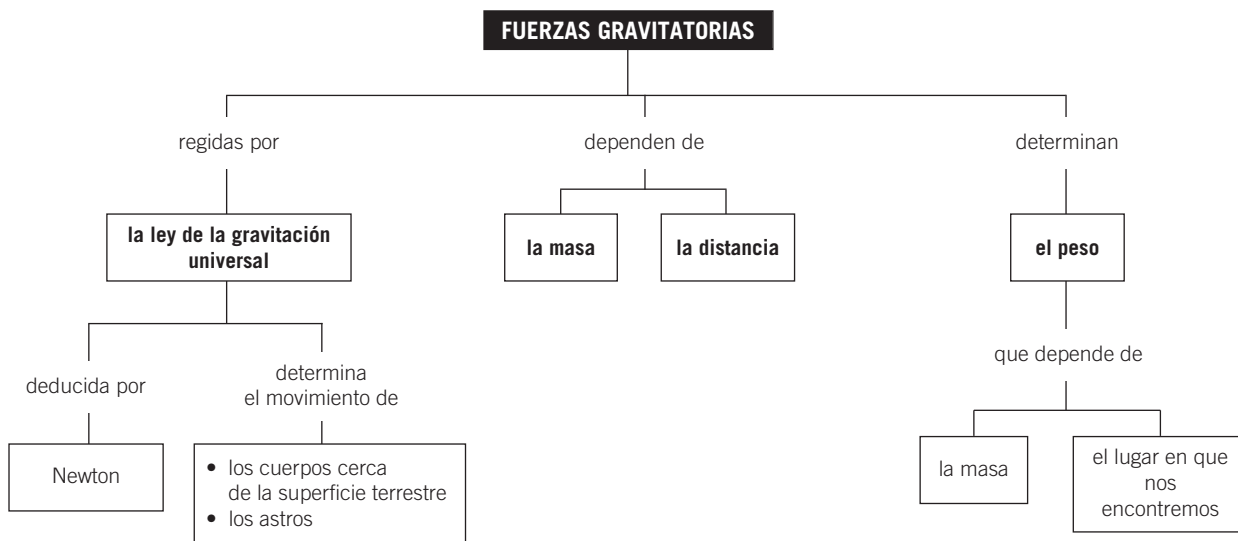 FUERZAS GRAVITATORIAS
regidas por
dependen de
determinan
la ley de la gravitación
universal
la masa
la distancia
el peso
deducida por
determina
el movimiento de
que depende de
Newton
• los cuerpos cerca
de la superficie terrestre
• los astros
la masa
el lugar en que
nos
encontremos